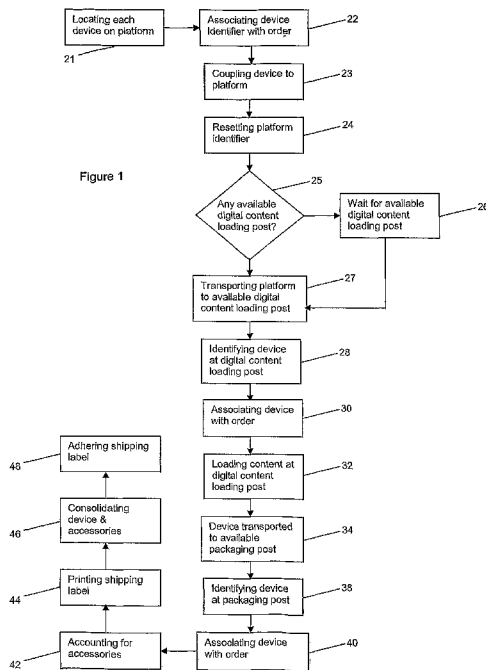 Locating each
device on platform
21
Associating device
Identifier with order
22
Coupling device to
platform
23
Resetting platform
identifier
24
Figure 1
Any available
digital content
loading post?
25
Wait for available
digital content
loading post
26
Transporting platform
to available digital
content loading post
27
Identifying device
at digital content
loading post
28
Associating device
with order
30
Loading content at
digital content
loading post
32
Device transported
to available
packaging post
34
Identifying device
at packaging post
38
Associating device
with order
40
Accounting for
accessories
42
Printing shipping
label
44
Consolidating
device &
accessories
46
Adhering shipping
label
48